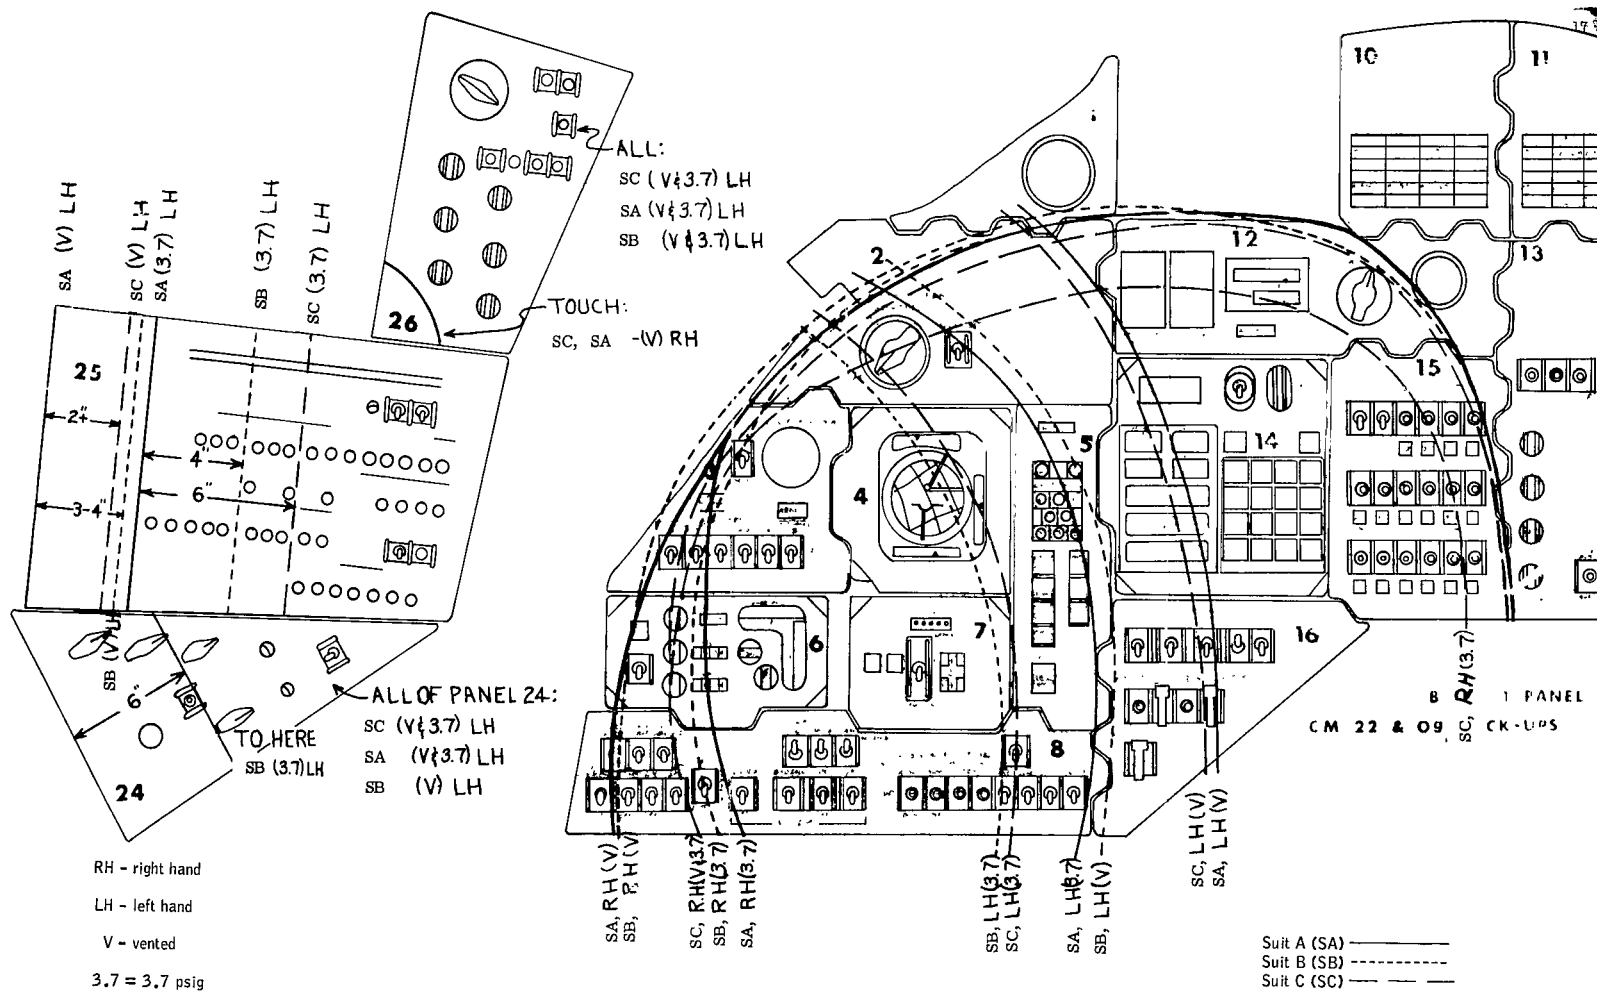 10
11
ALL:
SC (V&3.7) LH
SA (V&3.7) LH
SB (V&3.7) LH
SA (V) LH
SC (V) LH
SA (3.7) LH
SB (3.7) LH
SC (3.7) LH
2
12
13
26
TOUCH:
SC, SA -(V) RH
25
15
2"
4"
6"
3-4"
4
5
14
SB (V) LH
6"
6
7
16
ALL OF PANEL 24:
SC (V&3.7) LH
SA (V&3.7) LH
SB (V) LH
TO HERE
SB (3.7) LH
24
8
SC, RH(3.7)
PANEL
CM 22 & 09
CK-UPS
SA, RH(V)
SB, RH(V)
SC, RH(V&3.7)
SB, RH(3.7)
SA, RH(3.7)
SB, LH(3.7)
SC, LH(3.7)
SA, LH(3.7)
SB, LH(V)
SC, LH(V)
SA, LH(V)
RH - right hand
LH - left hand
V - vented
3.7 = 3.7 psig
Suit A (SA)
Suit B (SB)
Suit C (SC)